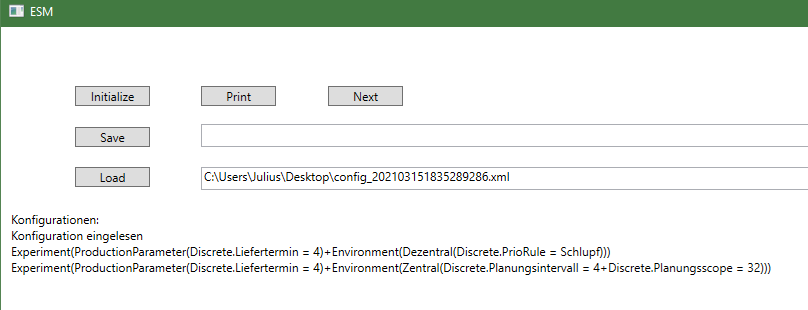 ESM
Initialize Print Next
Save
Load C:\Users\Julius\Desktop\config_202103151835289286.xml
Konfigurationen:
Konfiguration eingelesen
Experiment(ProductionParameter(Discrete.Liefertermin = 4)+Environment(Dezentral(Discrete.PrioRule = Schlupf)))
Experiment(ProductionParameter(Discrete.Liefertermin = 4)+Environment(Zentral(Discrete.Planungsintervall = 4+Discrete.Planungsscope = 32)))